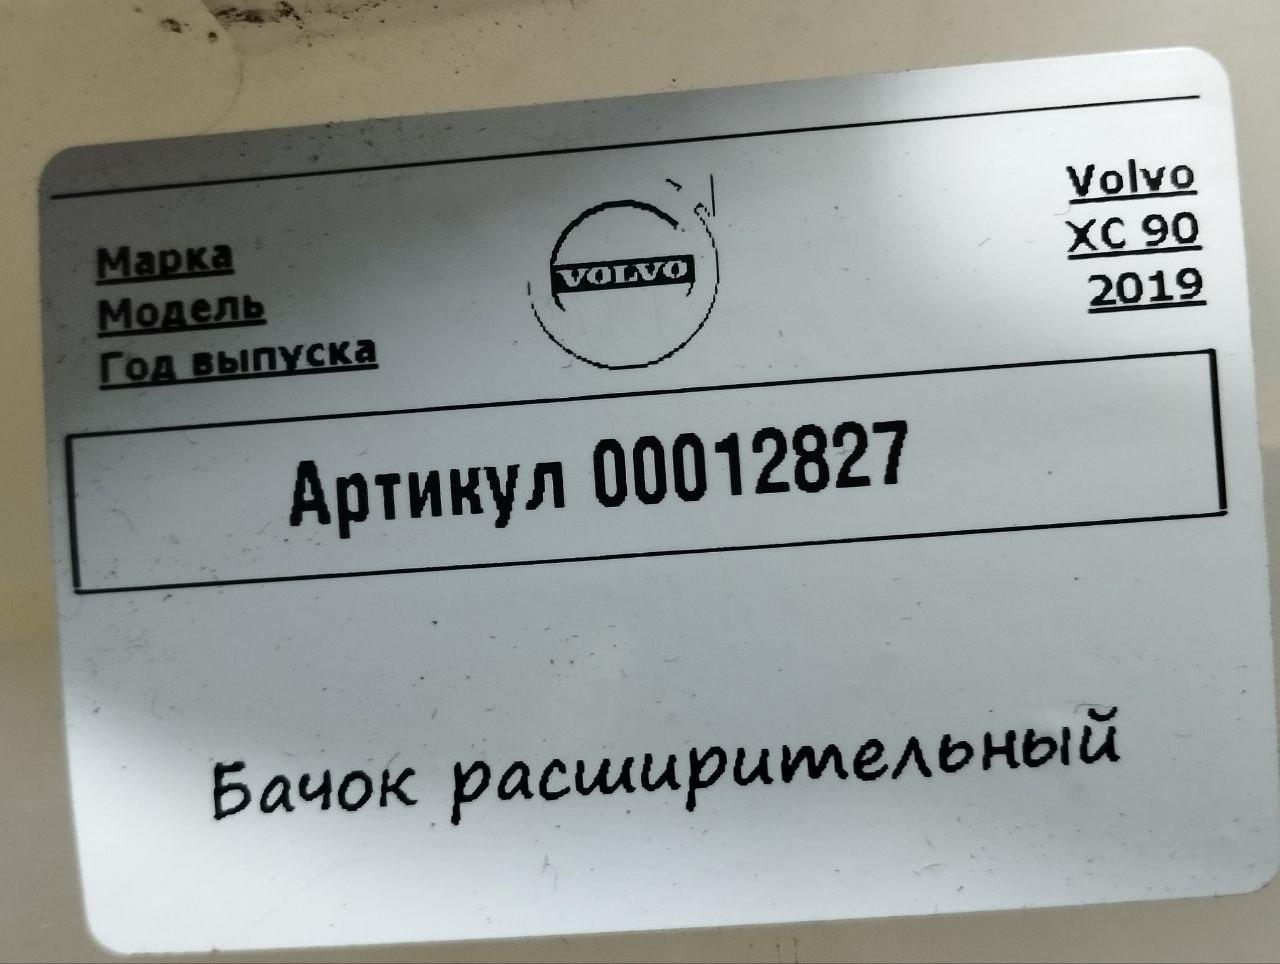 Марка Volvo
Модель XC 90
Год выпуска 2019
VOLVO
Артикул 00012827
Бачок расширительный